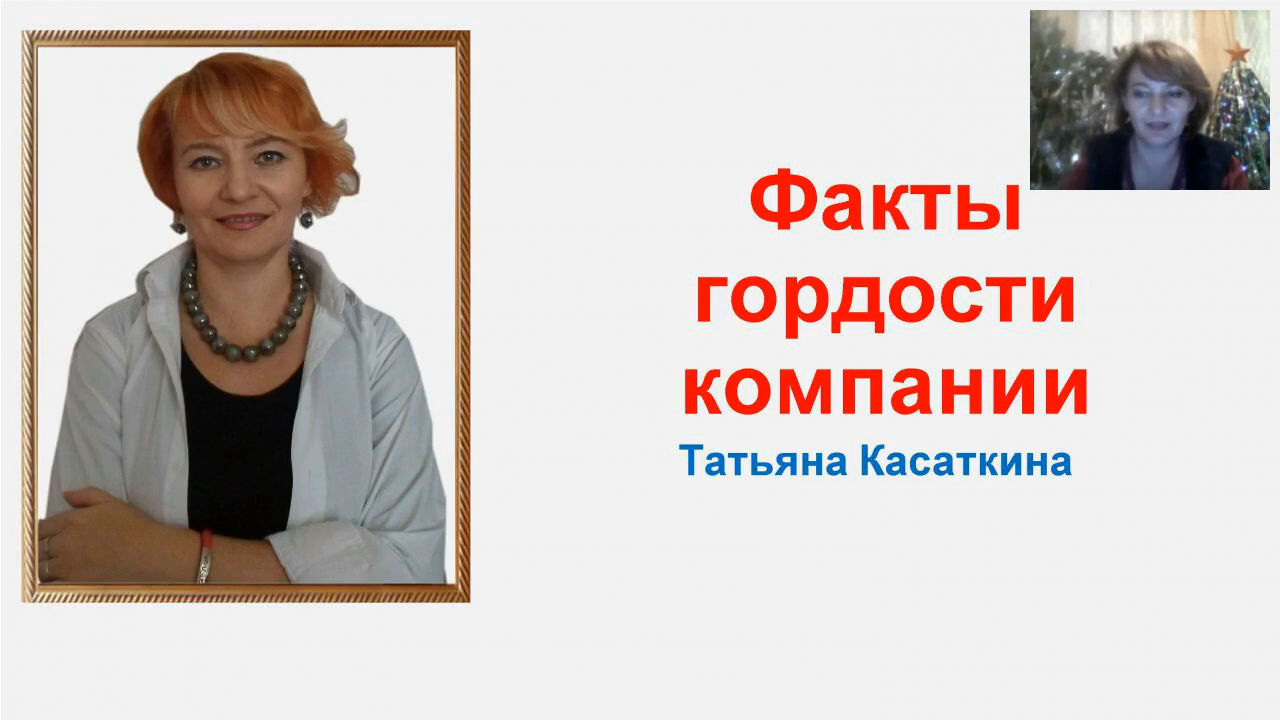 Факты
гордости
компании
Татьяна Касаткина